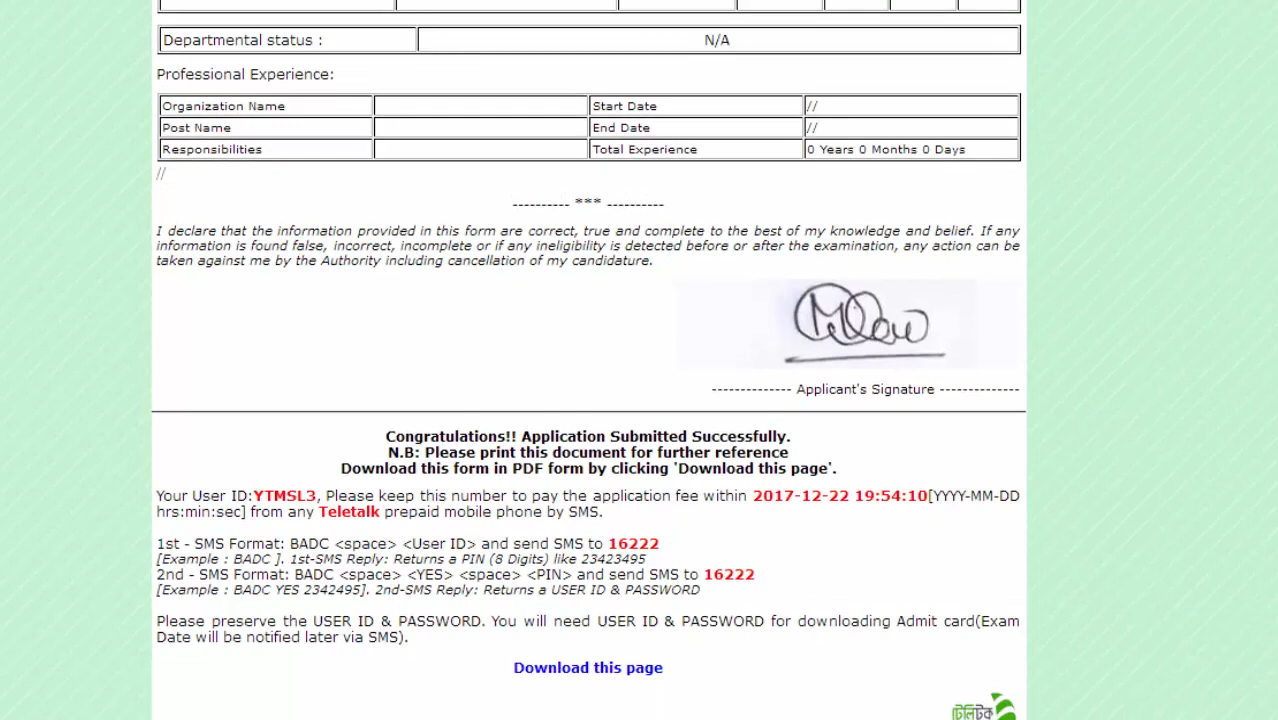 Departmental status : N/A
Professional Experience:
Organization Name Start Date //
Post Name End Date //
Responsibilities Total Experience 0 Years 0 Months 0 Days
//
---------- *** ----------
I declare that the information provided in this form are correct, true and complete to the best of my knowledge and belief. If any
information is found false, incorrect, incomplete or if any ineligibility is detected before or after the examination, any action can be
taken against me by the Authority including cancellation of my candidature.
-------------- Applicant's Signature --------------
Congratulations!! Application Submitted Successfully.
N.B: Please print this document for further reference
Download this form in PDF form by clicking 'Download this page'.
Your User ID:YTMSL3, Please keep this number to pay the application fee within 2017-12-22 19:54:10[YYYY-MM-DD
hrs:min:sec] from any Teletalk prepaid mobile phone by SMS.
1st - SMS Format: BADC <space> <User ID> and send SMS to 16222
[Example : BADC ]. 1st-SMS Reply: Returns a PIN (8 Digits) like 23423495
2nd - SMS Format: BADC <space> <YES> <space> <PIN> and send SMS to 16222
[Example : BADC YES 2342495]. 2nd-SMS Reply: Returns a USER ID & PASSWORD
Please preserve the USER ID & PASSWORD. You will need USER ID & PASSWORD for downloading Admit card(Exam
Date will be notified later via SMS).
Download this page
টেলিটক